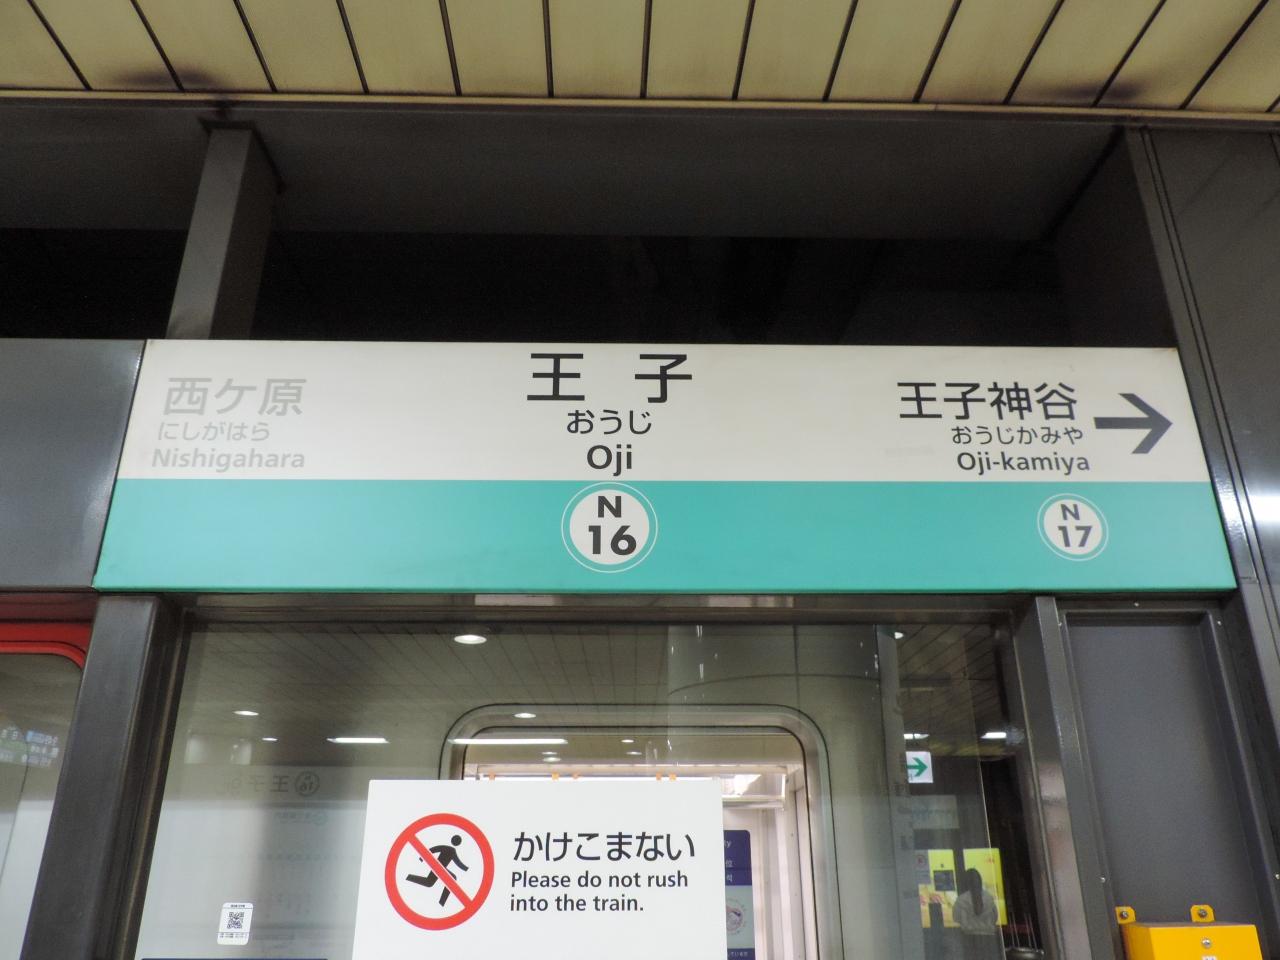 西ケ原
にしがはら
Nishigahara
王子
おうじ
Oji
N
16
王子神谷
おうじかみや
Oji-kamiya
N
17
かけこまない
Please do not rush
into the train.